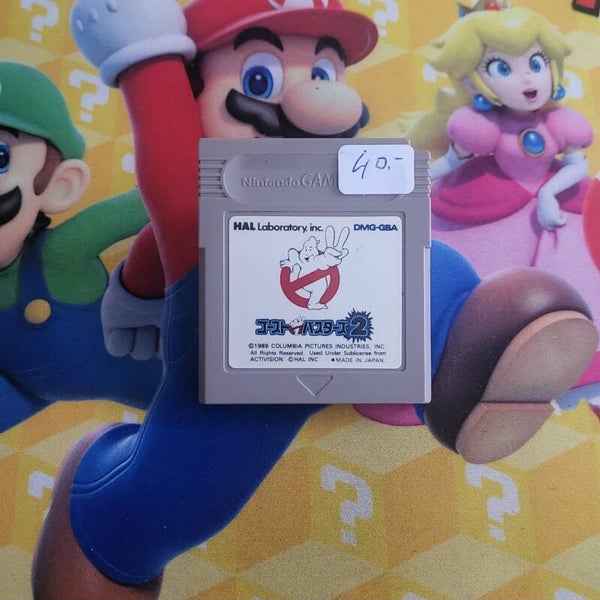 40.-
Nintendo GAM
HAL Laboratory, inc. DMG-GBA
ゴーストバスターズ2
©1989 COLUMBIA PICTURES INDUSTRIES, INC.
All Rights Reserved. Used Under Sublicense from
ACTIVISION. ©HAL INC ●MADE IN JAPAN.